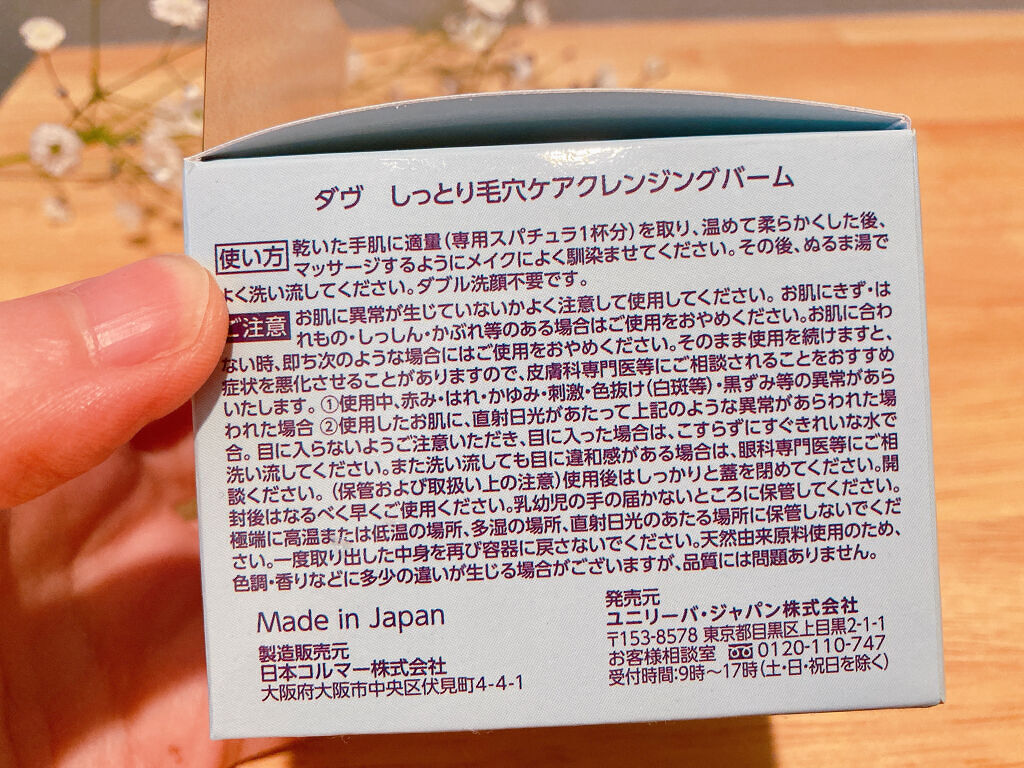 ダヴ しっとり毛穴ケアクレンジングバーム
使い方 乾いた手肌に適量(専用スパチュラ1杯分)を取り、温めて柔らかくした後、
マッサージするようにメイクによく馴染ませてください。その後、ぬるま湯で
よく洗い流してください。ダブル洗顔不要です。
ご注意 お肌に異常が生じていないかよく注意して使用してください。お肌にきず・は
れもの・しっしん・かぶれ等のある場合はご使用をおやめください。お肌に合わ
ない時、即ち次のような場合にはご使用をおやめください。そのまま使用を続けますと、
症状を悪化させることがありますので、皮膚科専門医等にご相談されることをおすすめ
いたします。①使用中、赤み・はれ・かゆみ・刺激・色抜け(白斑等)・黒ずみ等の異常があら
われた場合 ②使用したお肌に、直射日光があたって上記のような異常があらわれた場
合。目に入らないようご注意いただき、目に入った場合は、こすらずにすぐきれいな水で
洗い流してください。また洗い流しても目に違和感がある場合は、眼科専門医等にご相
談ください。(保管および取扱い上の注意)使用後はしっかりと蓋を閉めてください。開
封後はなるべく早くご使用ください。乳幼児の手の届かないところに保管してください。
極端に高温または低温の場所、多湿の場所、直射日光のあたる場所に保管しないでくだ
さい。一度取り出した中身を再び容器に戻さないでください。天然由来原料使用のため、
色調・香りなどに多少の違いが生じる場合がございますが、品質には問題ありません。
Made in Japan
製造販売元
日本コルマー株式会社
大阪府大阪市中央区伏見町4-4-1
発売元
ユニリーバ・ジャパン株式会社
〒153-8578 東京都目黒区上目黒2-1-1
お客様相談室 0120-110-747
受付時間:9時〜17時(土・日・祝日を除く)